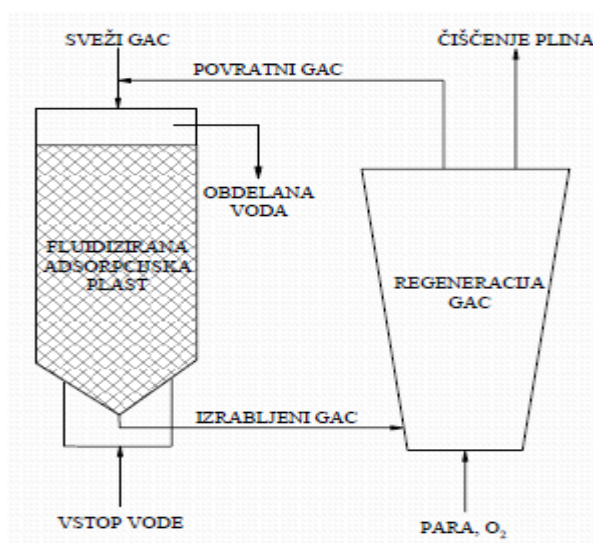 SVEŽI GAC
ČIŠČENJE PLINA
POVRATNI GAC
OBDELANA
VODA
FLUIDIZIRANA
ADSORPCIJSKA
PLAST
REGENERACIJA
GAC
IZRABLJENI GAC
VSTOP VODE
PARA, O₂